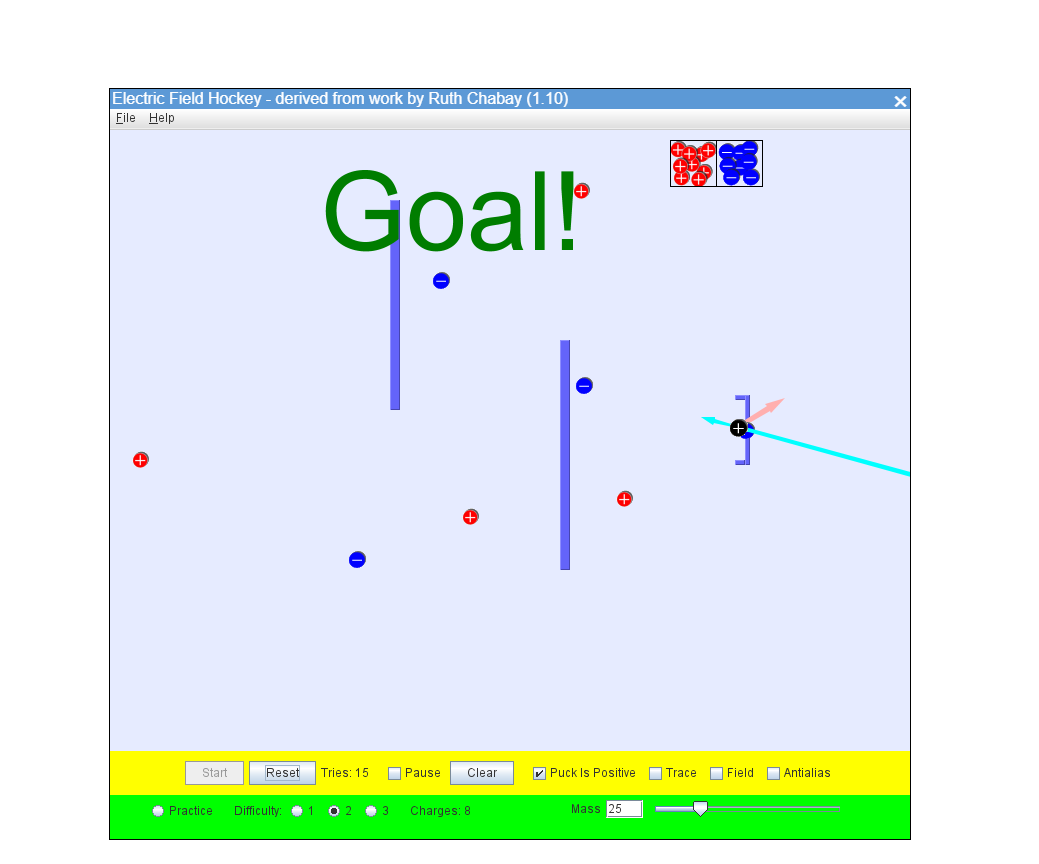 Electric Field Hockey - derived from work by Ruth Chabay (1.10)
File Help
Goal!
Start Reset Tries: 15 Pause Clear Puck Is Positive Trace Field Antialias
Practice Difficulty: 1 2 3 Charges: 8 Mass 25